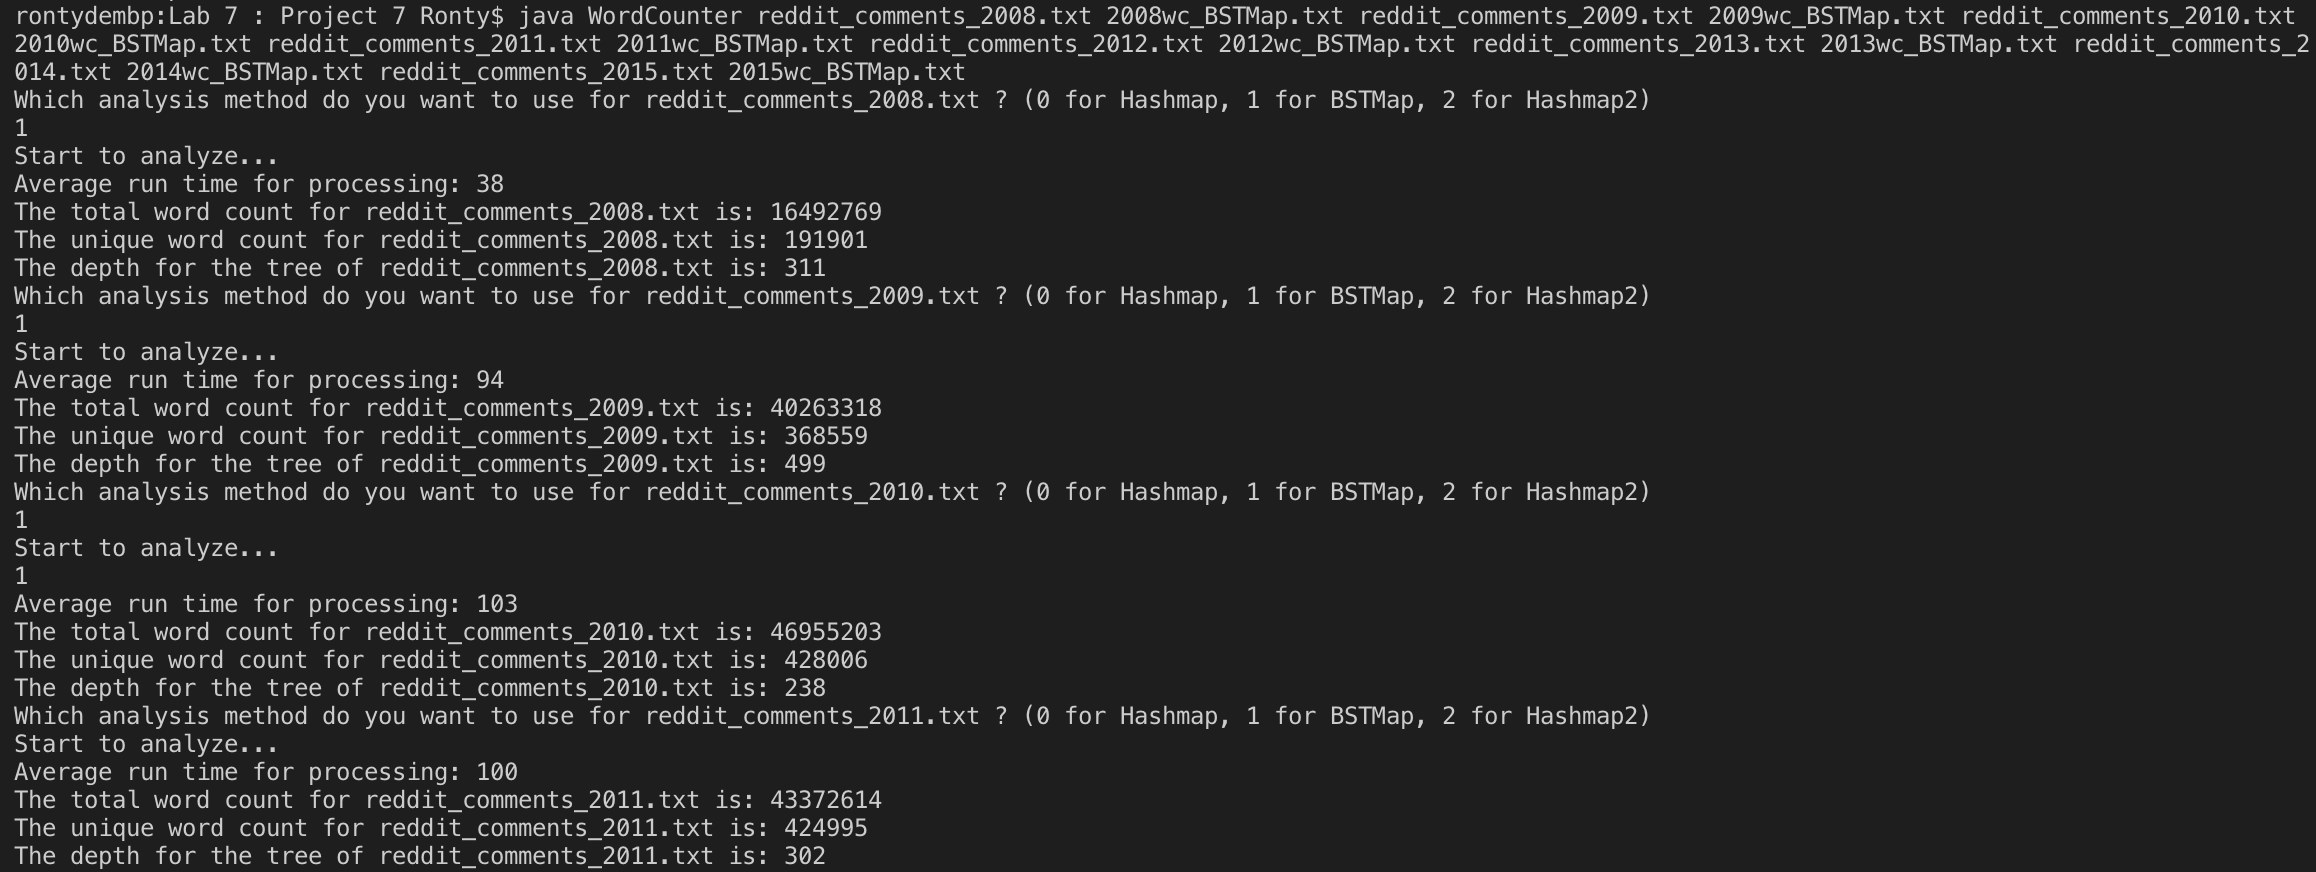 rontydembp:Lab 7 : Project 7 Ronty$ java WordCounter reddit_comments_2008.txt 2008wc_BSTMap.txt reddit_comments_2009.txt 2009wc_BSTMap.txt reddit_comments_2010.txt
2010wc_BSTMap.txt reddit_comments_2011.txt 2011wc_BSTMap.txt reddit_comments_2012.txt 2012wc_BSTMap.txt reddit_comments_2013.txt 2013wc_BSTMap.txt reddit_comments_2
014.txt 2014wc_BSTMap.txt reddit_comments_2015.txt 2015wc_BSTMap.txt
Which analysis method do you want to use for reddit_comments_2008.txt ? (0 for Hashmap, 1 for BSTMap, 2 for Hashmap2)
1
Start to analyze...
Average run time for processing: 38
The total word count for reddit_comments_2008.txt is: 16492769
The unique word count for reddit_comments_2008.txt is: 191901
The depth for the tree of reddit_comments_2008.txt is: 311
Which analysis method do you want to use for reddit_comments_2009.txt ? (0 for Hashmap, 1 for BSTMap, 2 for Hashmap2)
1
Start to analyze...
Average run time for processing: 94
The total word count for reddit_comments_2009.txt is: 40263318
The unique word count for reddit_comments_2009.txt is: 368559
The depth for the tree of reddit_comments_2009.txt is: 499
Which analysis method do you want to use for reddit_comments_2010.txt ? (0 for Hashmap, 1 for BSTMap, 2 for Hashmap2)
1
Start to analyze...
1
Average run time for processing: 103
The total word count for reddit_comments_2010.txt is: 46955203
The unique word count for reddit_comments_2010.txt is: 428006
The depth for the tree of reddit_comments_2010.txt is: 238
Which analysis method do you want to use for reddit_comments_2011.txt ? (0 for Hashmap, 1 for BSTMap, 2 for Hashmap2)
Start to analyze...
Average run time for processing: 100
The total word count for reddit_comments_2011.txt is: 43372614
The unique word count for reddit_comments_2011.txt is: 424995
The depth for the tree of reddit_comments_2011.txt is: 302